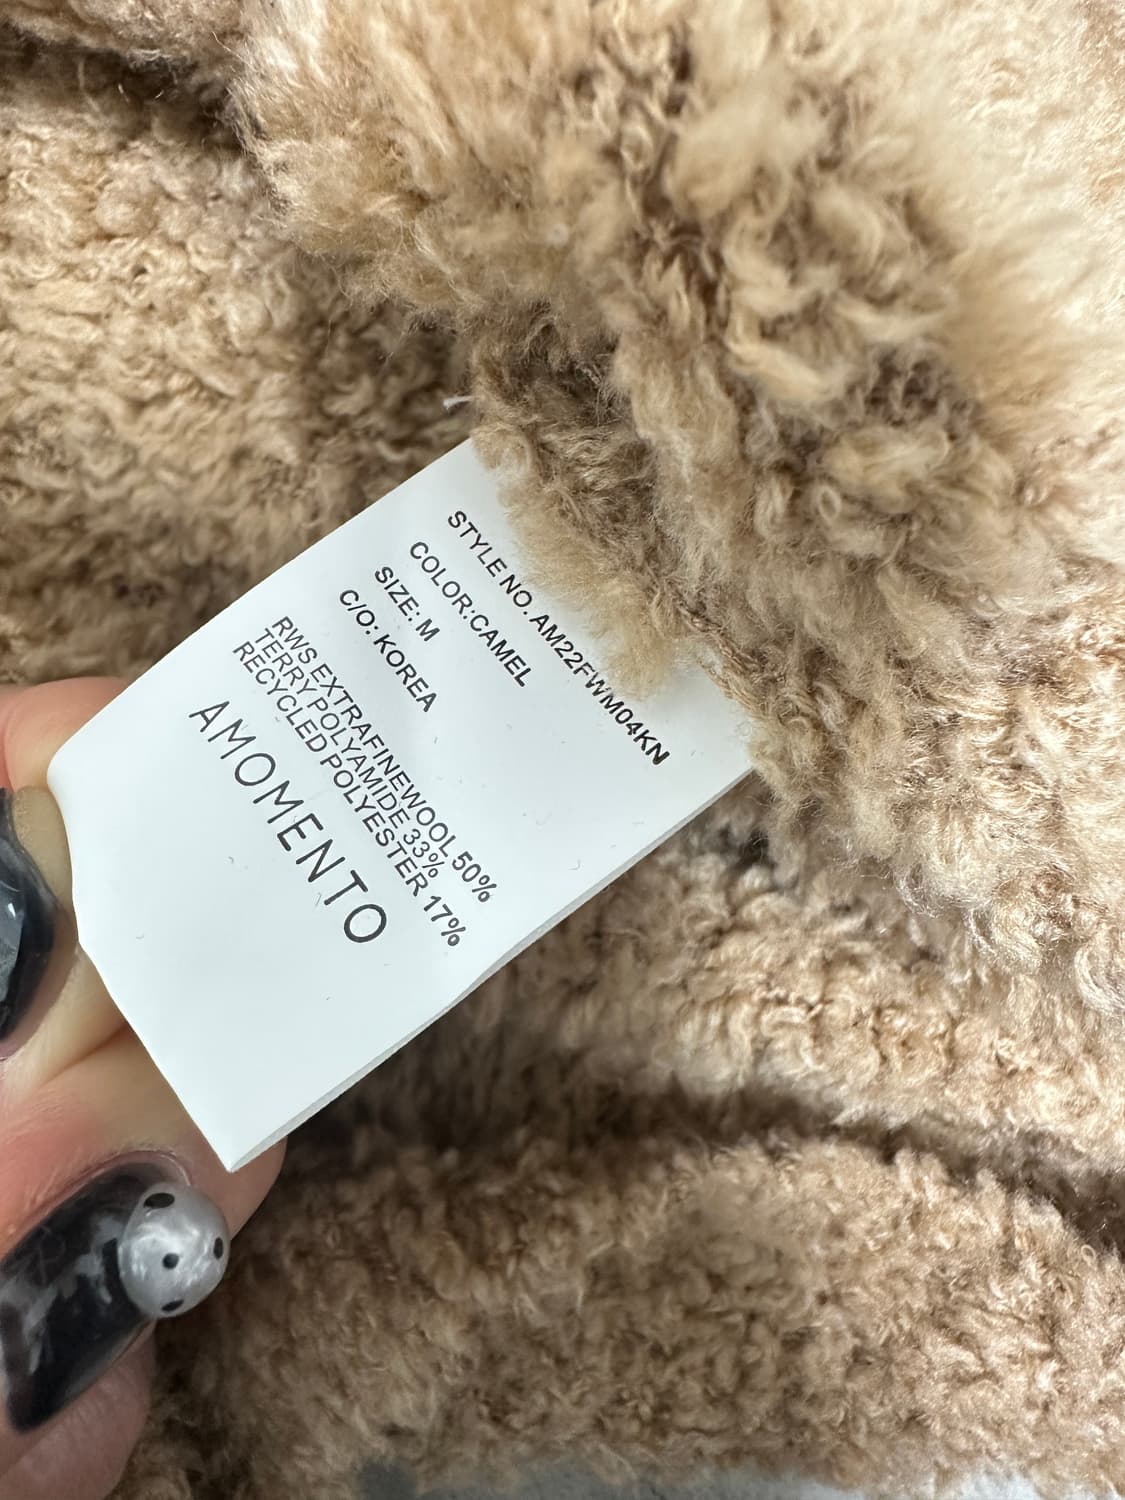 STYLE NO. AM22FWM04KN
COLOR:CAMEL
SIZE: M
C/O: KOREA
RWS EXTRAFINEWOOL 50%
TERRY POLYAMIDE 33%
RECYCLED POLYESTER 17%
AMOMENTO